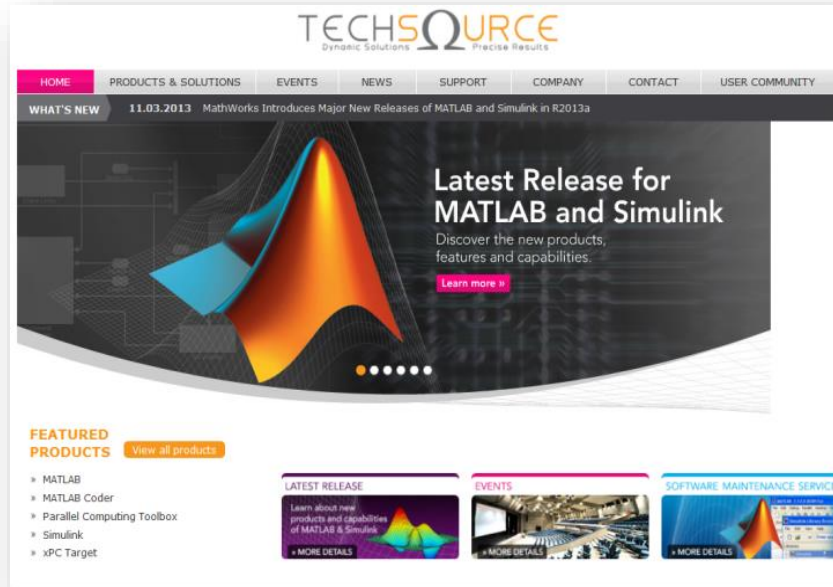 TECHSOURCE
Dynamic Solutions Precise Results
HOME PRODUCTS & SOLUTIONS EVENTS NEWS SUPPORT COMPANY CONTACT USER COMMUNITY
WHAT'S NEW 11.03.2013 MathWorks Introduces Major New Releases of MATLAB and Simulink in R2013a
Latest Release for
MATLAB and Simulink
Discover the new products,
features and capabilities.
Learn more »
FEATURED
PRODUCTS View all products
» MATLAB
» MATLAB Coder
» Parallel Computing Toolbox
» Simulink
» xPC Target
LATEST RELEASE
Learn about new
products and capabilities
of MATLAB & Simulink
» MORE DETAILS
EVENTS
» MORE DETAILS
SOFTWARE MAINTENANCE SERVIC
» MORE DETAILS